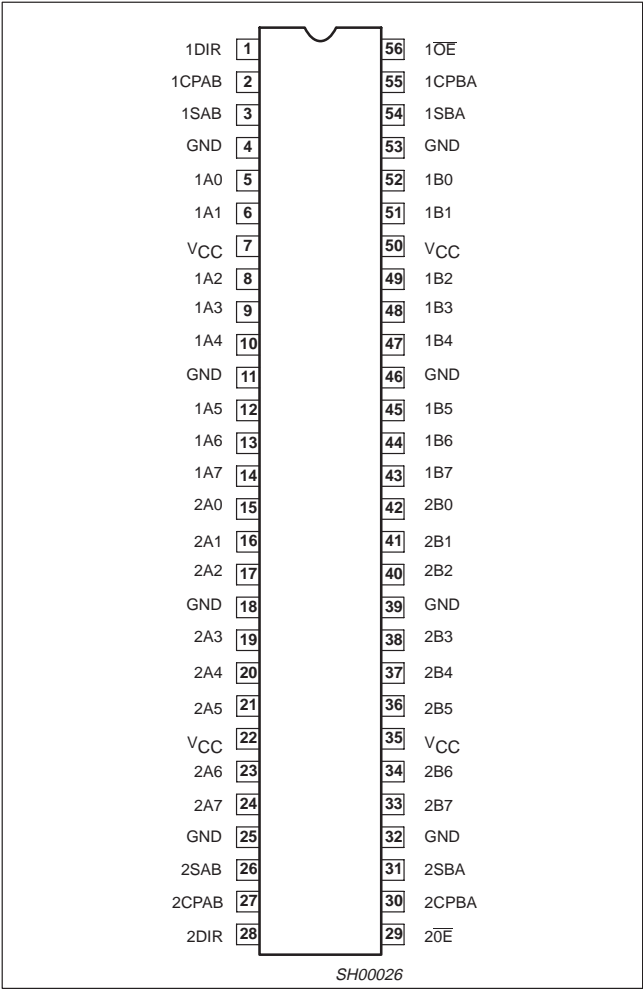 1DIR 1 56 1O̅E̅
1CPAB 2 55 1CPBA
1SAB 3 54 1SBA
GND 4 53 GND
1A0 5 52 1B0
1A1 6 51 1B1
VCC 7 50 VCC
1A2 8 49 1B2
1A3 9 48 1B3
1A4 10 47 1B4
GND 11 46 GND
1A5 12 45 1B5
1A6 13 44 1B6
1A7 14 43 1B7
2A0 15 42 2B0
2A1 16 41 2B1
2A2 17 40 2B2
GND 18 39 GND
2A3 19 38 2B3
2A4 20 37 2B4
2A5 21 36 2B5
VCC 22 35 VCC
2A6 23 34 2B6
2A7 24 33 2B7
GND 25 32 GND
2SAB 26 31 2SBA
2CPAB 27 30 2CPBA
2DIR 28 29 20̅E̅
SH00026